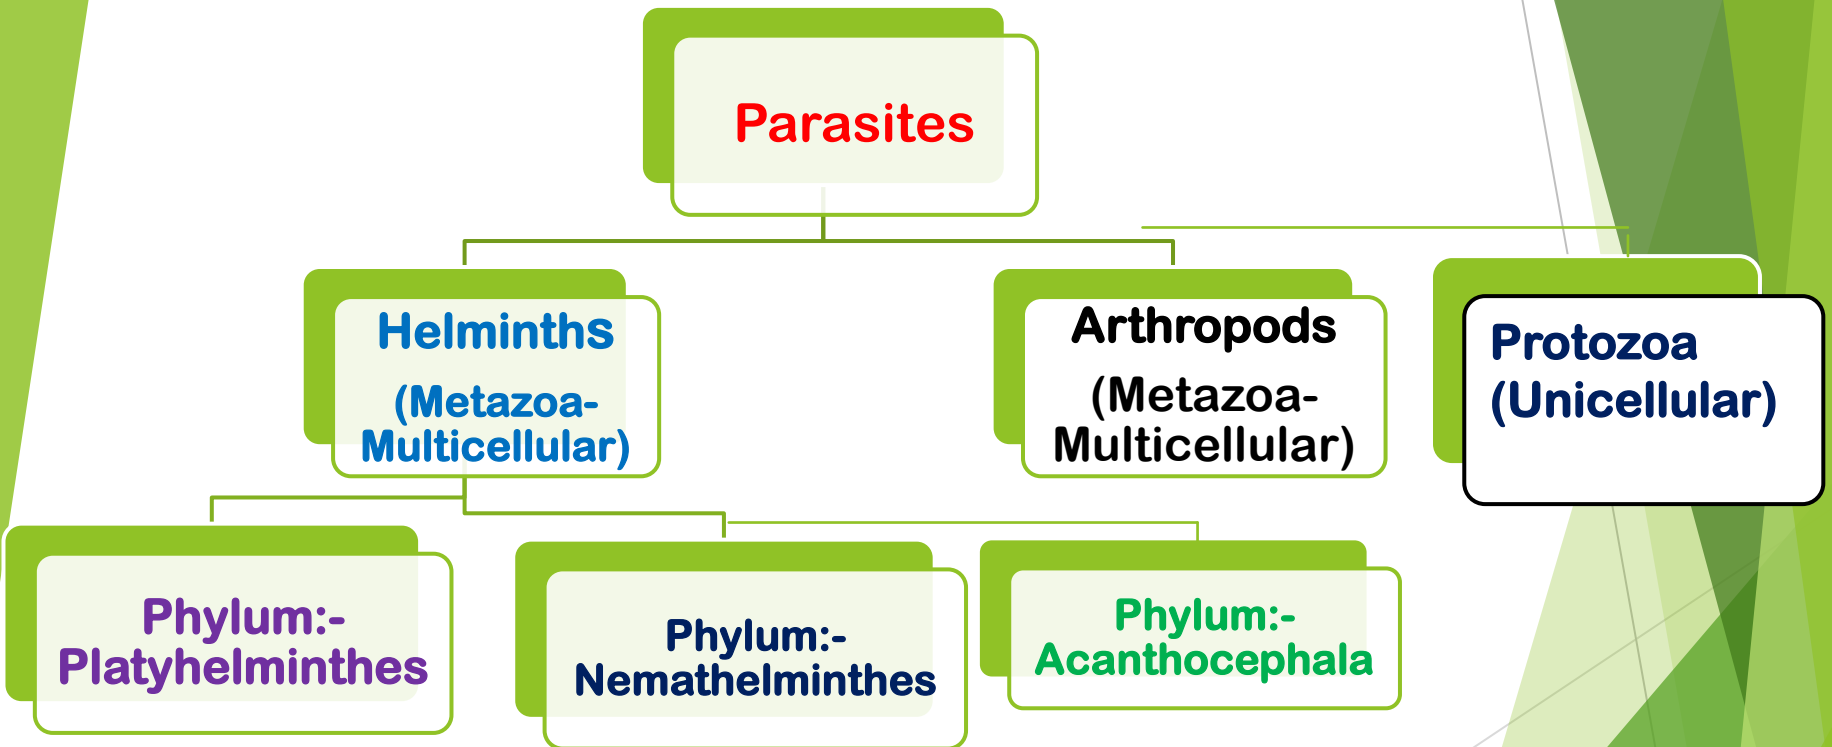 Parasites
Helminths
(Metazoa-
Multicellular)
Arthropods
(Metazoa-
Multicellular)
Protozoa
(Unicellular)
Phylum:-
Platyhelminthes
Phylum:-
Nemathelminthes
Phylum:-
Acanthocephala